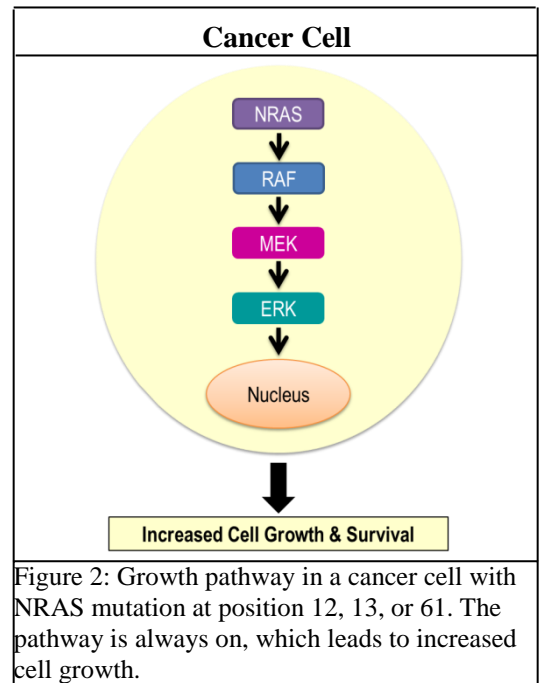 Cancer Cell
NRAS
RAF
MEK
ERK
Nucleus
Increased Cell Growth & Survival
Figure 2: Growth pathway in a cancer cell with
NRAS mutation at position 12, 13, or 61. The
pathway is always on, which leads to increased
cell growth.